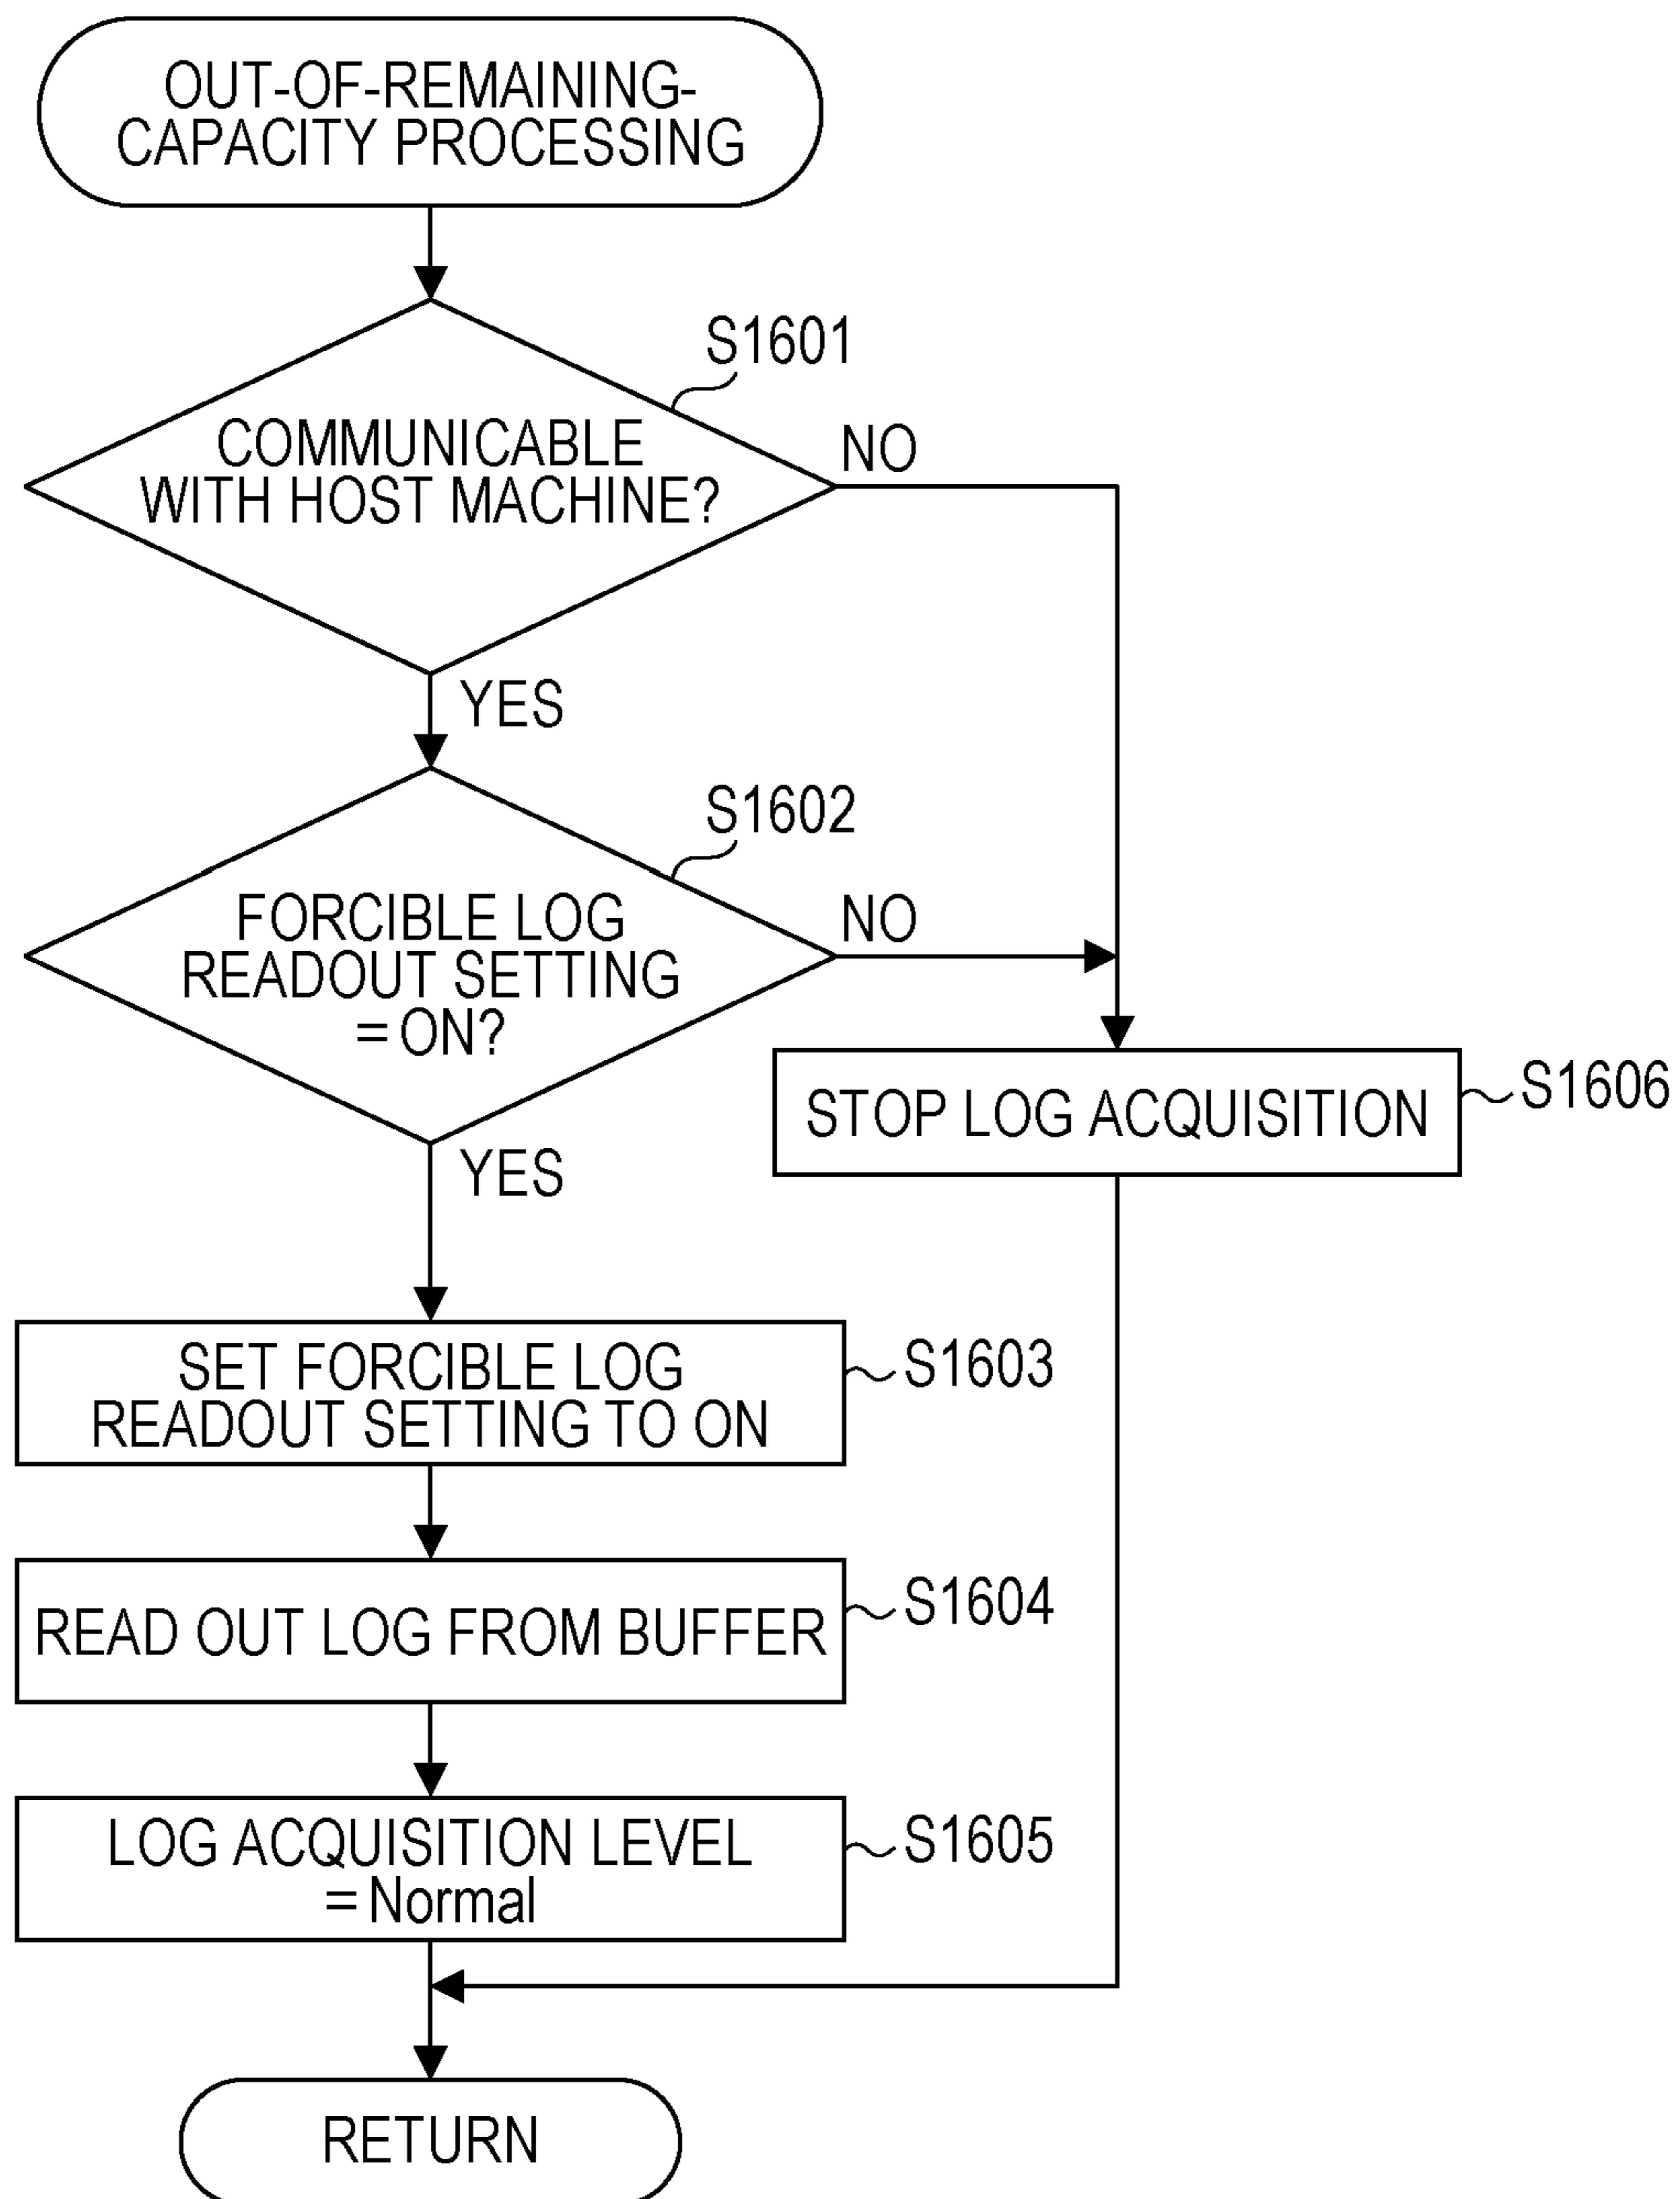 OUT-OF-REMAINING-
CAPACITY PROCESSING
S1601
COMMUNICABLE
WITH HOST MACHINE?
NO
YES
S1602
FORCIBLE LOG
READOUT SETTING
= ON?
NO
YES
STOP LOG ACQUISITION
S1606
SET FORCIBLE LOG
READOUT SETTING TO ON
S1603
READ OUT LOG FROM BUFFER
S1604
LOG ACQUISITION LEVEL
= Normal
S1605
RETURN